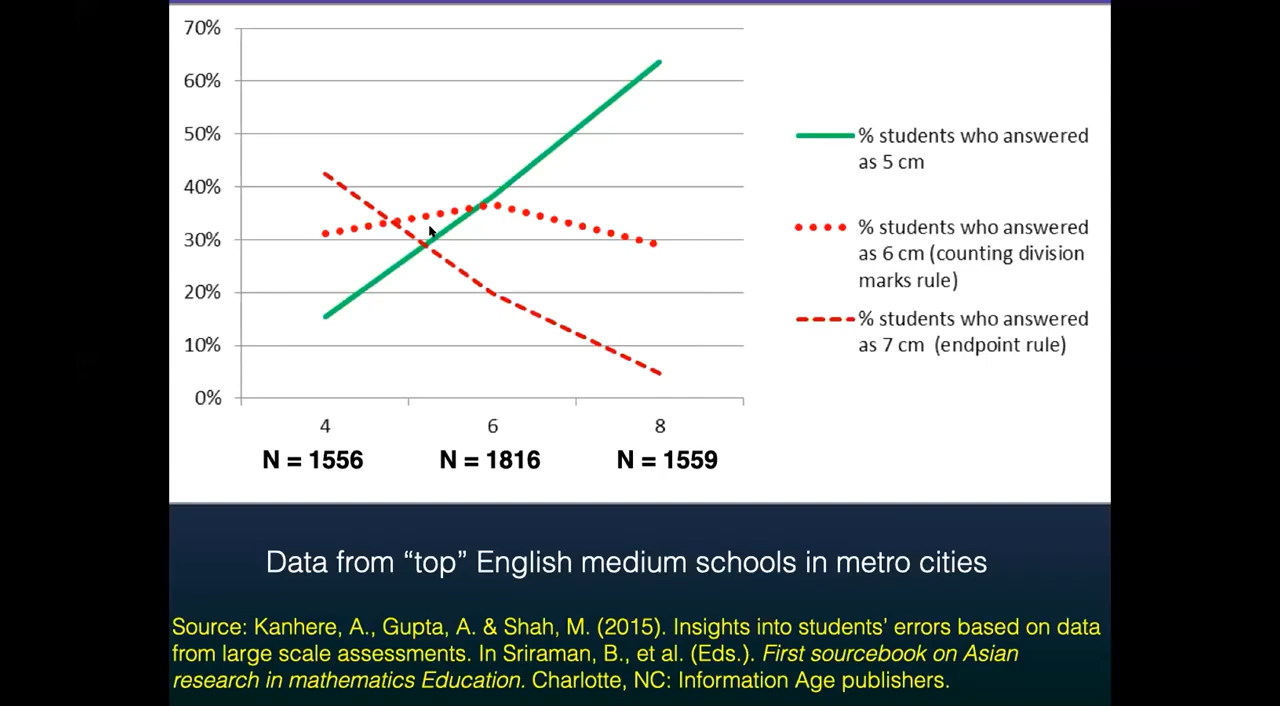 70%
60%
50%
40%
30%
20%
10%
0%
4
6
8
N = 1556
N = 1816
N = 1559
% students who answered
as 5 cm
% students who answered
as 6 cm (counting division
marks rule)
% students who answered
as 7 cm (endpoint rule)
Data from “top” English medium schools in metro cities
Source: Kanhere, A., Gupta, A. & Shah, M. (2015). Insights into students’ errors based on data
from large scale assessments. In Sriraman, B., et al. (Eds.). First sourcebook on Asian
research in mathematics Education. Charlotte, NC: Information Age publishers.